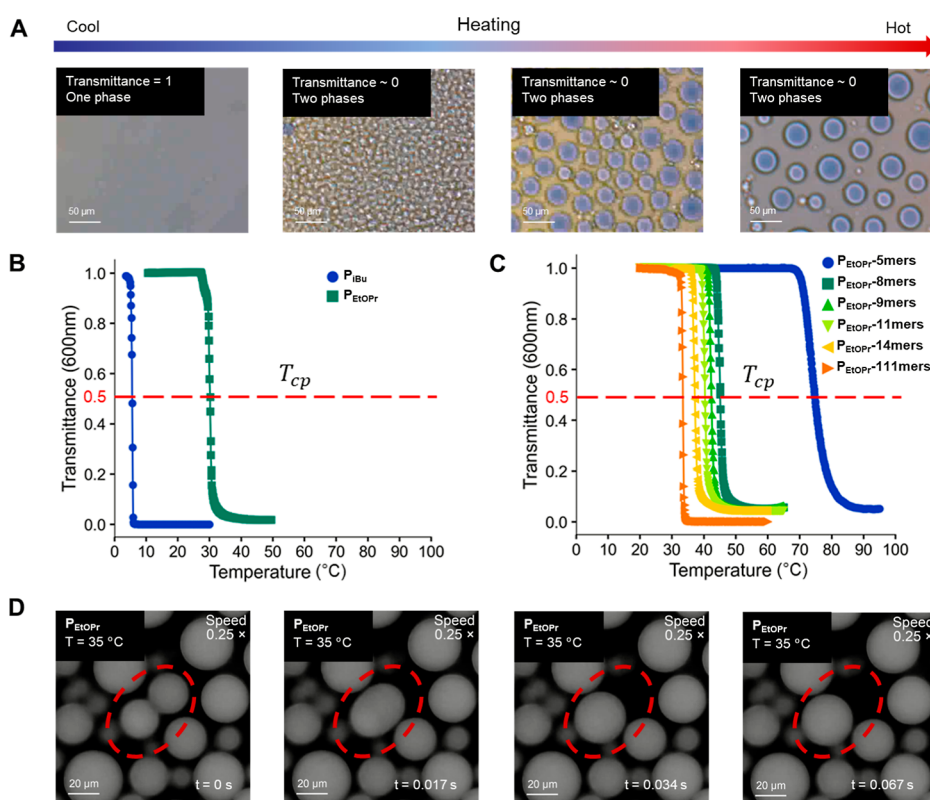 A
Cool
Heating
Hot
Transmittance = 1
One phase
50 µm
Transmittance ~ 0
Two phases
50 µm
Transmittance ~ 0
Two phases
50 µm
Transmittance ~ 0
Two phases
50 µm
B
Transmittance (600nm)
1.0
0.8
0.6
0.5
0.4
0.2
0.0
PiBu
PEtOPr
Tcp
0 10 20 30 40 50 60 70 80 90 100
Temperature (°C)
C
Transmittance (600nm)
1.0
0.8
0.6
0.5
0.4
0.2
0.0
PEtOPr-5mers
PEtOPr-8mers
PEtOPr-9mers
PEtOPr-11mers
PEtOPr-14mers
PEtOPr-111mers
Tcp
0 10 20 30 40 50 60 70 80 90 100
Temperature (°C)
D
PEtOPr
T = 35 °C
Speed
0.25 ×
20 µm
t = 0 s
PEtOPr
T = 35 °C
Speed
0.25 ×
20 µm
t = 0.017 s
PEtOPr
T = 35 °C
Speed
0.25 ×
20 µm
t = 0.034 s
PEtOPr
T = 35 °C
Speed
0.25 ×
20 µm
t = 0.067 s